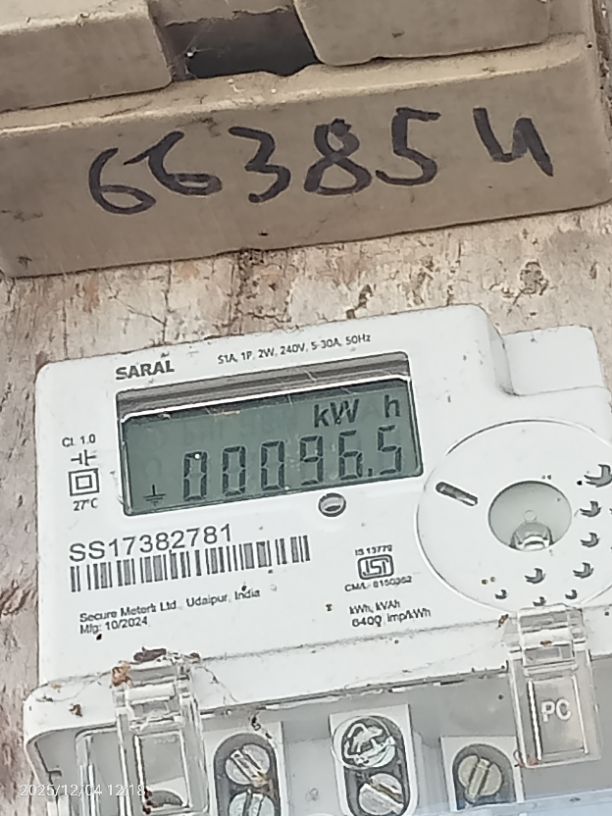 663854
SARAL
S1A, 1P, 2W, 240V, 5-30A, 50Hz
kW h
00096.5
Cl. 1.0
27°C
SS17382781
IS 13779
ISI
Secure Meters Ltd., Udaipur, India
Mfg: 10/2024
kWh, kVAh
6400 imp/kWh
PC
2025/12/04 12:18